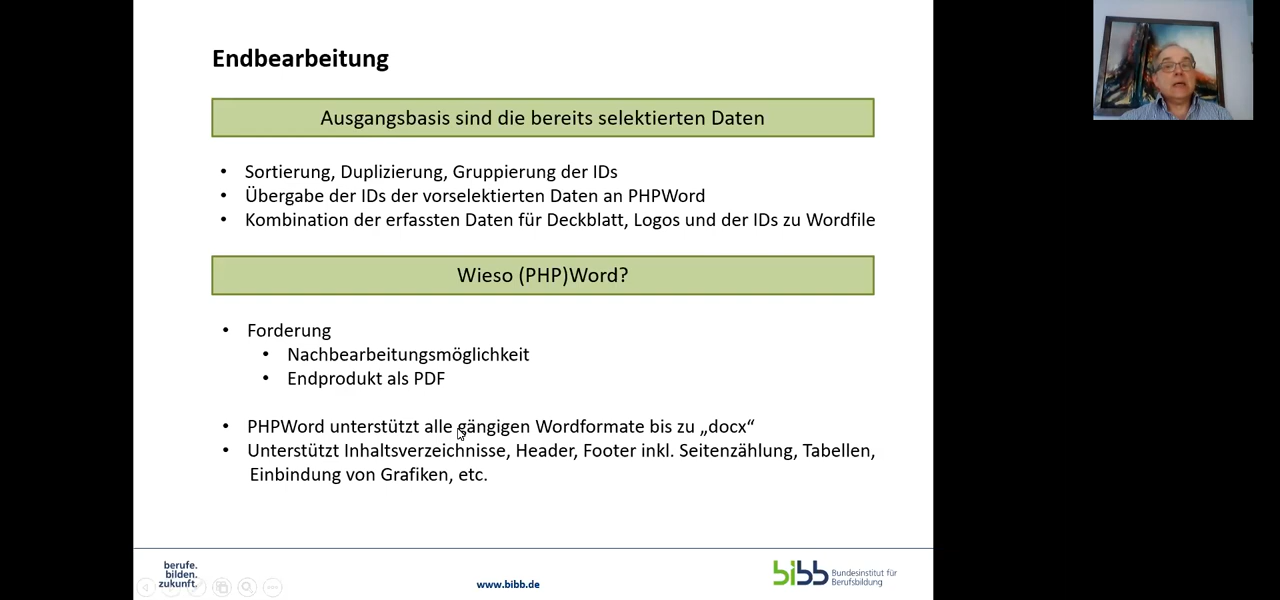 Endbearbeitung
Ausgangsbasis sind die bereits selektierten Daten
• Sortierung, Duplizierung, Gruppierung der IDs
• Übergabe der IDs der vorselektierten Daten an PHPWord
• Kombination der erfassten Daten für Deckblatt, Logos und der IDs zu Wordfile
Wieso (PHP)Word?
• Forderung
• Nachbearbeitungsmöglichkeit
• Endprodukt als PDF
• PHPWord unterstützt alle gängigen Wordformate bis zu „docx“
• Unterstützt Inhaltsverzeichnisse, Header, Footer inkl. Seitenzählung, Tabellen,
Einbindung von Grafiken, etc.
berufe.
bilden.
zukunft.
www.bibb.de
bibb
Bundesinstitut für
Berufsbildung